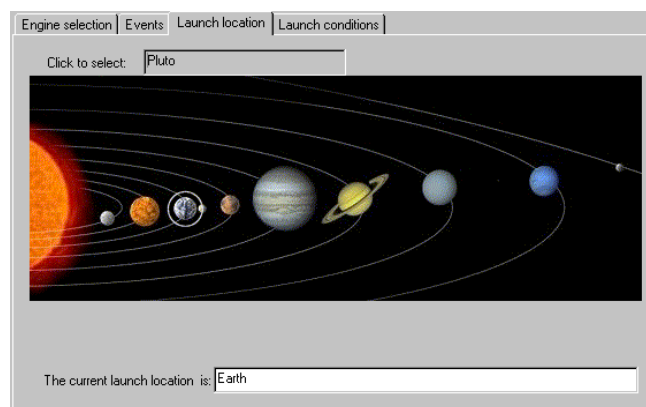 Engine selection Events Launch location Launch conditions
Click to select: Pluto
The current launch location is: Earth